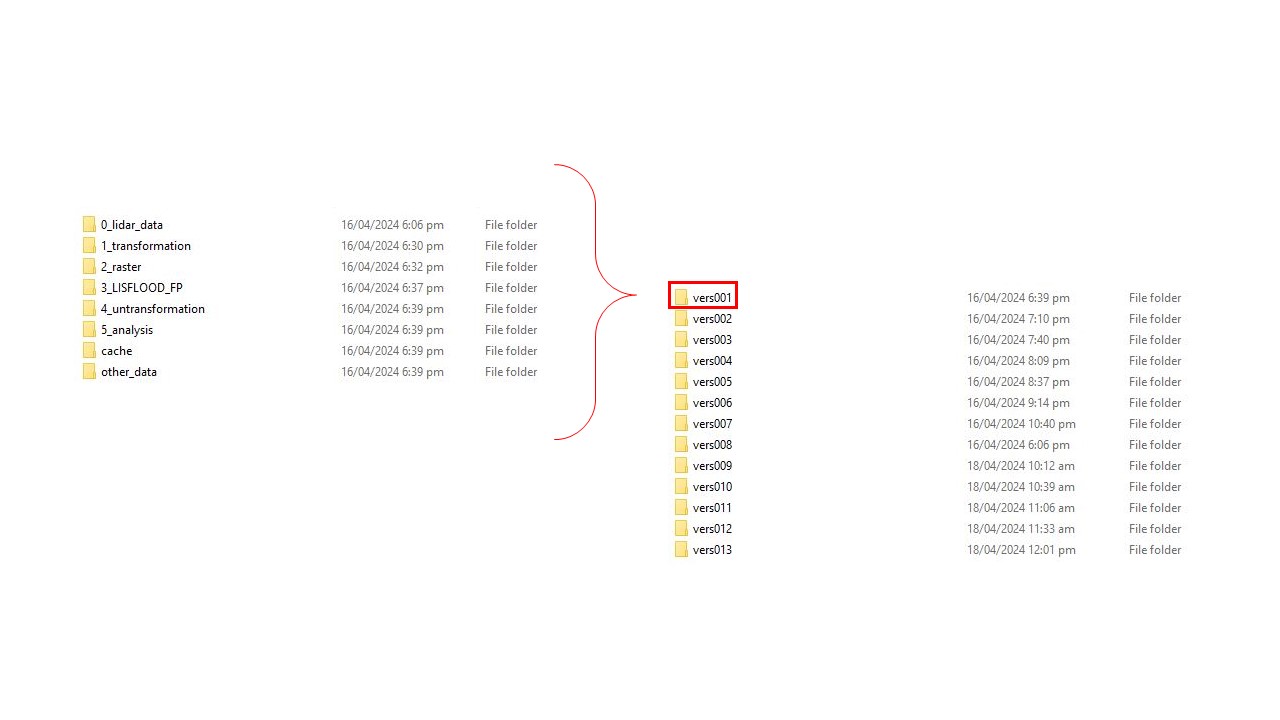 0_lidar_data 16/04/2024 6:06 pm File folder
1_transformation 16/04/2024 6:30 pm File folder
2_raster 16/04/2024 6:32 pm File folder
3_LISFLOOD_FP 16/04/2024 6:37 pm File folder
4_untransformation 16/04/2024 6:39 pm File folder
5_analysis 16/04/2024 6:39 pm File folder
cache 16/04/2024 6:39 pm File folder
other_data 16/04/2024 6:39 pm File folder
vers001 16/04/2024 6:39 pm File folder
vers002 16/04/2024 7:10 pm File folder
vers003 16/04/2024 7:40 pm File folder
vers004 16/04/2024 8:09 pm File folder
vers005 16/04/2024 8:37 pm File folder
vers006 16/04/2024 9:14 pm File folder
vers007 16/04/2024 10:40 pm File folder
vers008 16/04/2024 6:06 pm File folder
vers009 18/04/2024 10:12 am File folder
vers010 18/04/2024 10:39 am File folder
vers011 18/04/2024 11:06 am File folder
vers012 18/04/2024 11:33 am File folder
vers013 18/04/2024 12:01 pm File folder